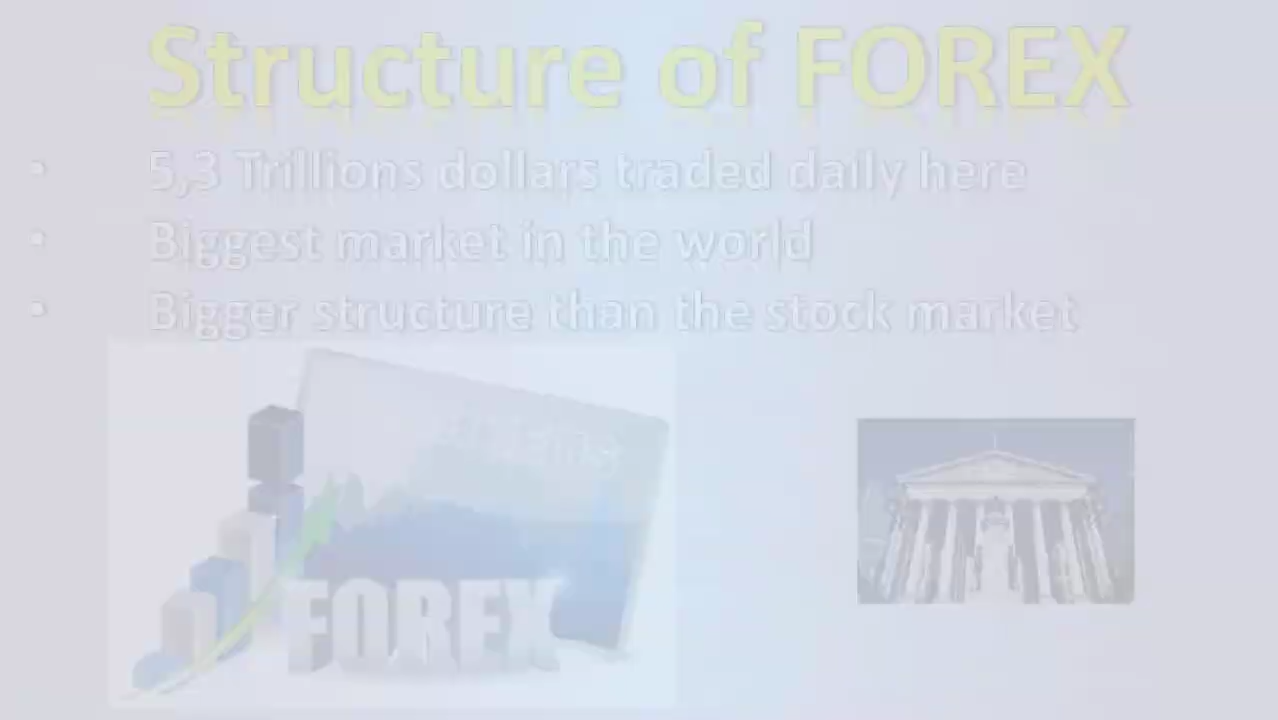 Structure of FOREX
• 5,3 Trillions dollars traded daily here
• Biggest market in the world
• Bigger structure than the stock market
FOREX